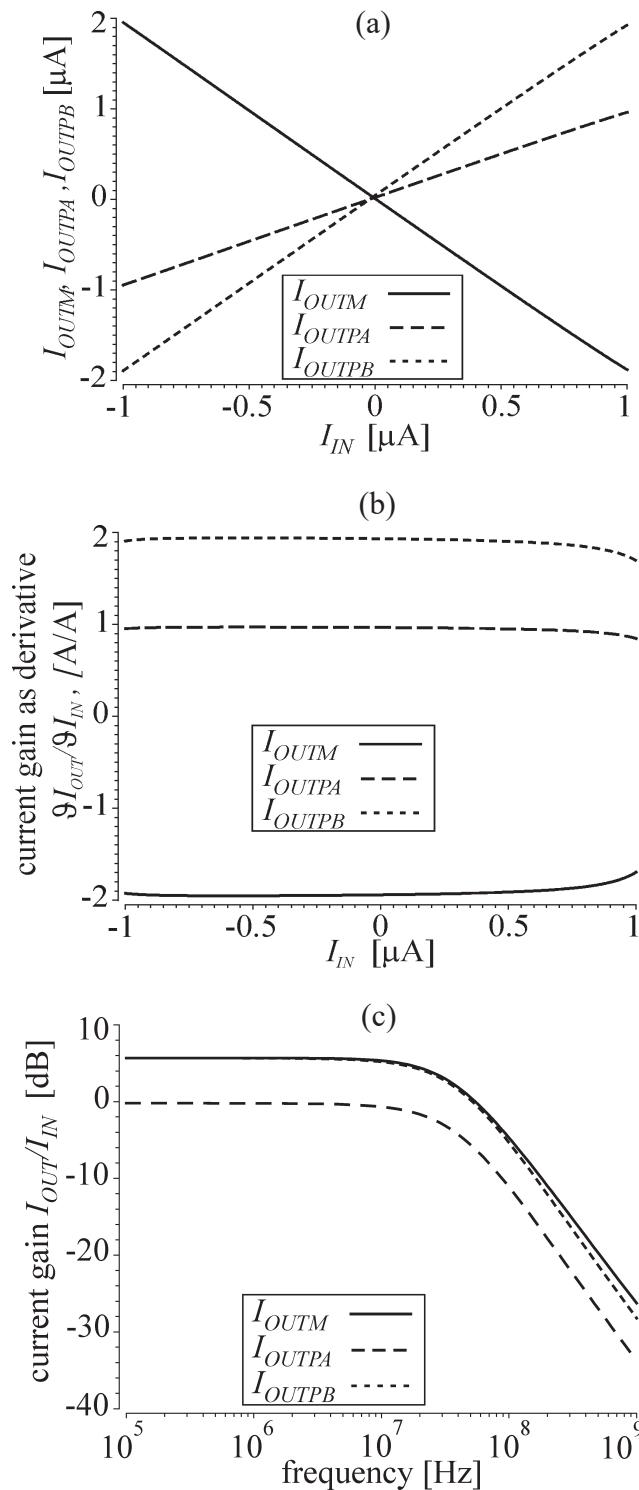 (a)
I_OUTM, I_OUTPA, I_OUTPB [μA]
2
1
0
-1
-2
I_OUTM
I_OUTPA
I_OUTPB
-1 -0.5 0 0.5 1
I_IN [μA]
(b)
current gain as derivative
ϑI_OUT/ϑI_IN, [A/A]
2
1
0
-1
-2
I_OUTM
I_OUTPA
I_OUTPB
-1 -0.5 0 0.5 1
I_IN [μA]
(c)
current gain I_OUT/I_IN [dB]
10
0
-10
-20
-30
-40
I_OUTM
I_OUTPA
I_OUTPB
10^5 10^6 10^7 10^8 10^9
frequency [Hz]